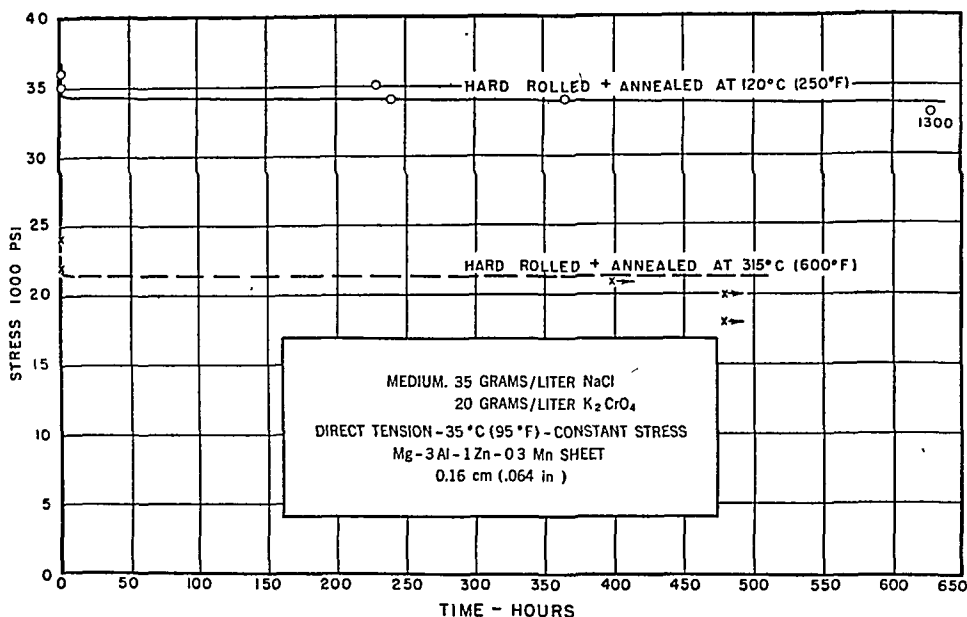 40
35
30
25
20
15
10
5
0
STRESS 1000 PSI
HARD ROLLED + ANNEALED AT 120°C (250°F)
1300
HARD ROLLED + ANNEALED AT 315°C (600°F)
MEDIUM. 35 GRAMS/LITER NaCl
20 GRAMS/LITER K₂CrO₄
DIRECT TENSION-35°C (95°F)-CONSTANT STRESS
Mg-3Al-1Zn-03 Mn SHEET
0.16 cm (.064 in )
0 50 100 150 200 250 300 350 400 450 500 550 600 650
TIME - HOURS